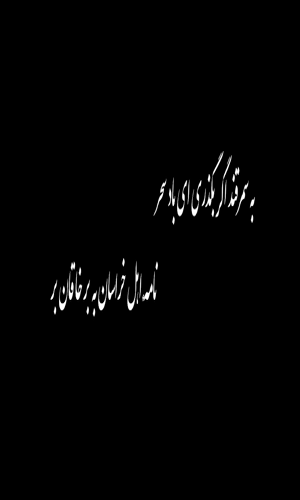 به سمرقند اگر بگذری ای باد سحر
نامه اهل خراسان به بر خاقان بر